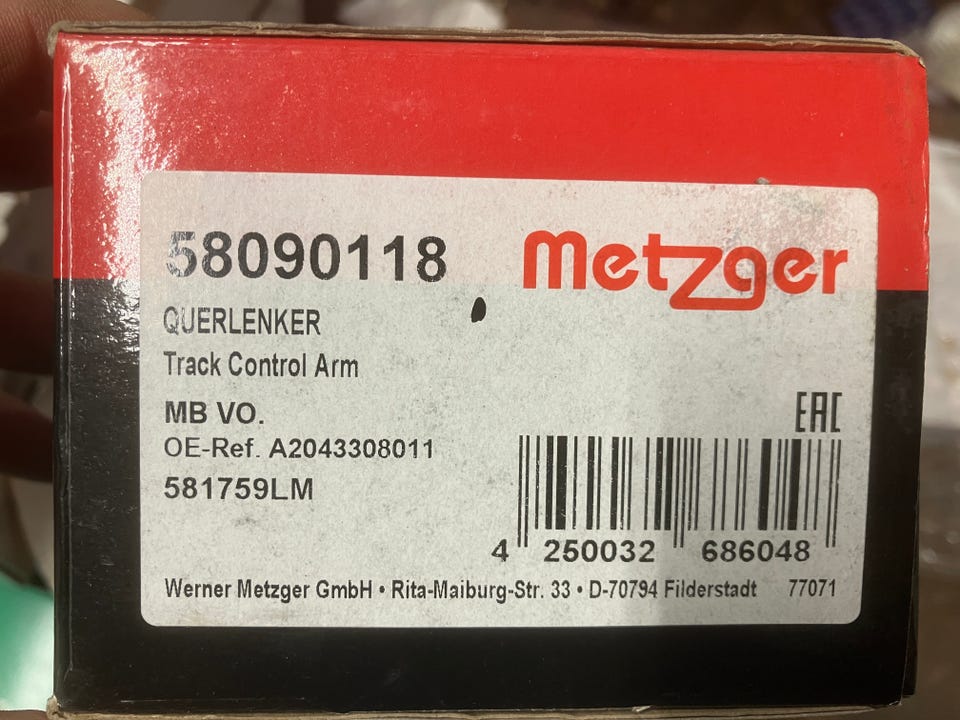 58090118
Metzger
QUERLENKER
Track Control Arm
MB VO.
OE-Ref. A2043308011
581759LM
EAC
4 250032 686048
Werner Metzger GmbH • Rita-Maiburg-Str. 33 • D-70794 Filderstadt 77071